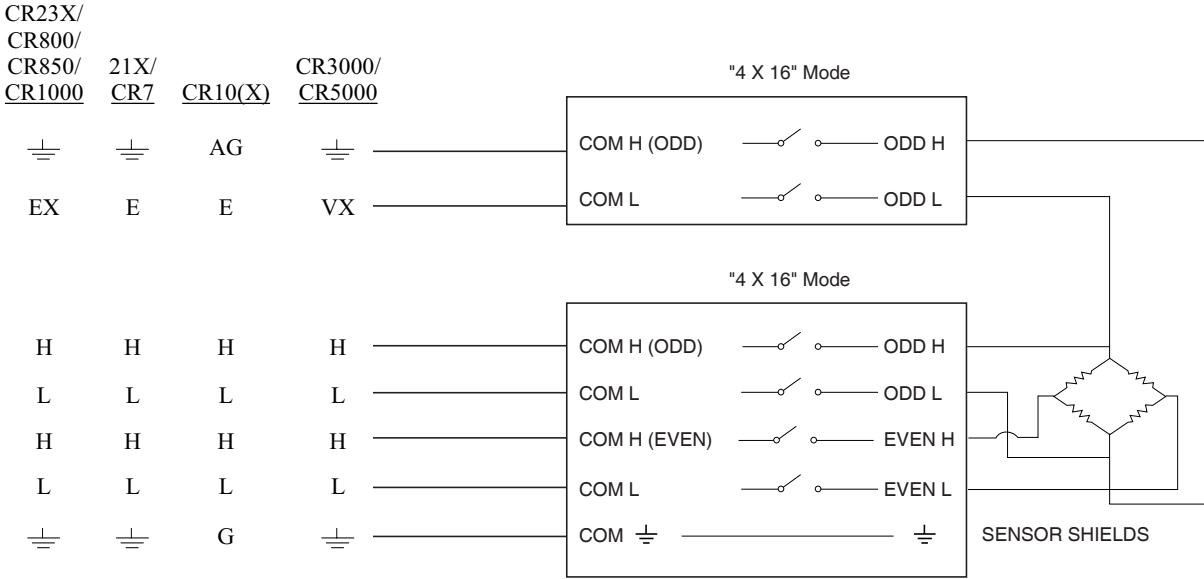 CR23X/
CR800/
CR850/ 21X/ CR3000/
CR1000 CR7 CR10(X) CR5000
"4 X 16" Mode
AG COM H (ODD) ODD H
EX E E VX COM L ODD L
"4 X 16" Mode
H H H H COM H (ODD) ODD H
L L L L COM L ODD L
H H H H COM H (EVEN) EVEN H
L L L L COM L EVEN L
G COM SENSOR SHIELDS